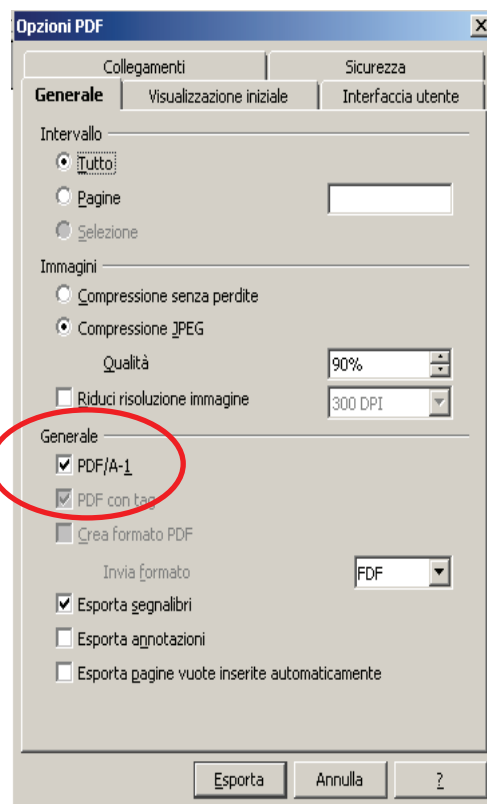 Opzioni PDF
Collegamenti Sicurezza
Generale Visualizzazione iniziale Interfaccia utente
Intervallo
Tutto
Pagine
Selezione
Immagini
Compressione senza perdite
Compressione JPEG
Qualità 90%
Riduci risoluzione immagine 300 DPI
Generale
PDF/A-1
PDF con tag
Crea formato PDF
Invia formato FDF
Esporta segnalibri
Esporta annotazioni
Esporta pagine vuote inserite automaticamente
Esporta Annulla ?